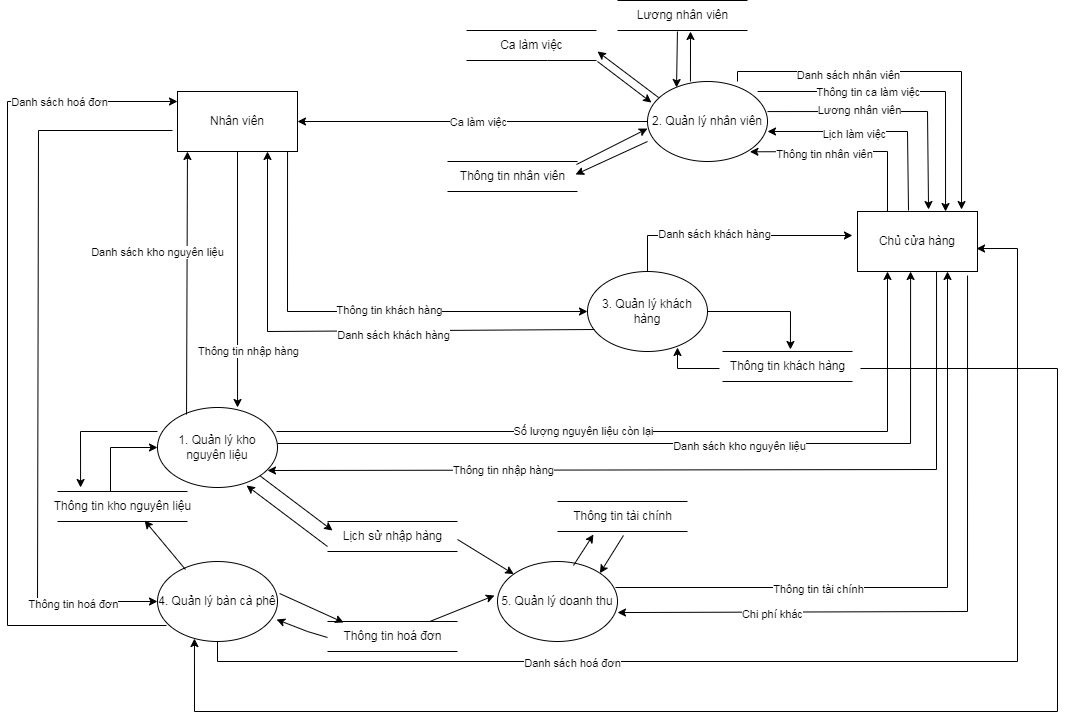 Lương nhân viên
Ca làm việc
Danh sách nhân viên
Thông tin ca làm việc
Danh sách hoá đơn
Lương nhân viên
Nhân viên
Ca làm việc
2. Quản lý nhân viên
Lịch làm việc
Thông tin nhân viên
Thông tin nhân viên
Danh sách khách hàng
Chủ cửa hàng
Danh sách kho nguyên liệu
3. Quản lý khách
hàng
Thông tin khách hàng
Danh sách khách hàng
Thông tin nhập hàng
Thông tin khách hàng
Số lượng nguyên liệu còn lại
1. Quản lý kho
nguyên liệu
Danh sách kho nguyên liệu
Thông tin nhập hàng
Thông tin kho nguyên liệu
Thông tin tài chính
Lịch sử nhập hàng
Thông tin tài chính
Thông tin hoá đơn
4. Quản lý bán cà phê
5. Quản lý doanh thu
Chi phí khác
Thông tin hoá đơn
Danh sách hoá đơn